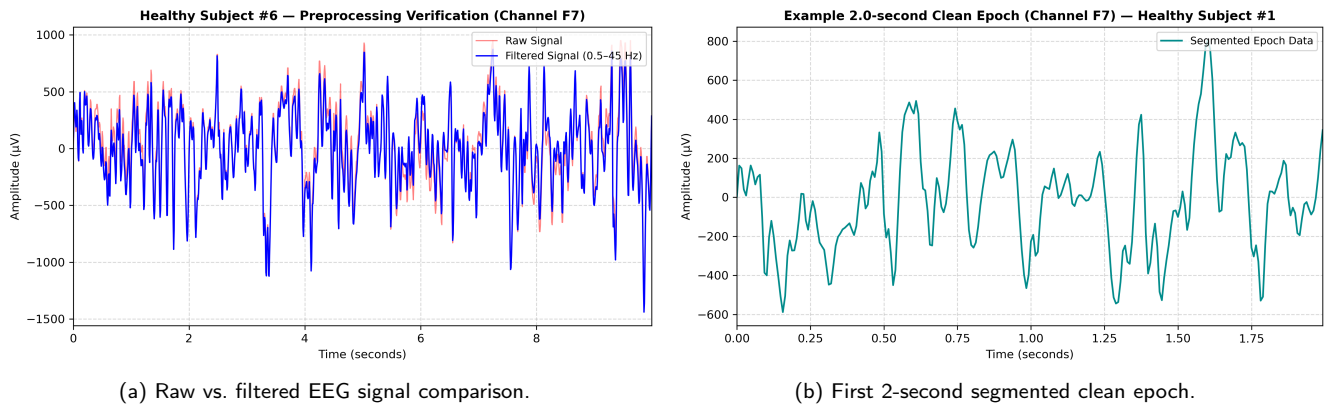 Healthy Subject #6 — Preprocessing Verification (Channel F7)
Raw Signal
Filtered Signal (0.5–45 Hz)
Amplitude (µV)
1000
500
0
−500
−1000
−1500
0 2 4 6 8
Time (seconds)
(a) Raw vs. filtered EEG signal comparison.
Example 2.0-second Clean Epoch (Channel F7) — Healthy Subject #1
Segmented Epoch Data
Amplitude (µV)
800
600
400
200
0
−200
−400
−600
0.00 0.25 0.50 0.75 1.00 1.25 1.50 1.75
Time (seconds)
(b) First 2-second segmented clean epoch.